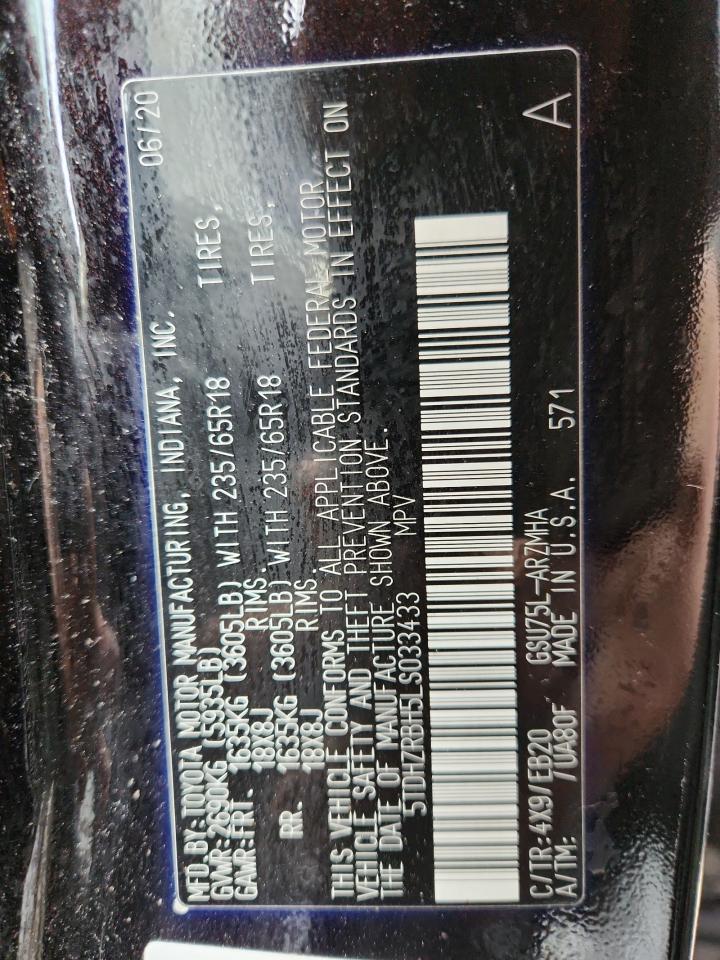 MFD.BY:TOYOTA MOTOR MANUFACTURING, INDIANA, INC. 06/20
GVWR:2690KG (5935LB)
GAWR:FRT. 1635KG (3605LB) WITH 235/65R18 TIRES,
18X8J RIMS.
RR. 1635KG (3605LB) WITH 235/65R18 TIRES,
18X8J RIMS.
THIS VEHICLE CONFORMS TO ALL APPLICABLE FEDERAL MOTOR
VEHICLE SAFETY AND THEFT PREVENTION STANDARDS IN EFFECT ON
THE DATE OF MANUFACTURE SHOWN ABOVE.
5TDHZRBH5LS033433 MPV
C/TR:4X9/EB20 GSU75L-ARZMHA A
A/TM: /UA80F MADE IN U.S.A. 571